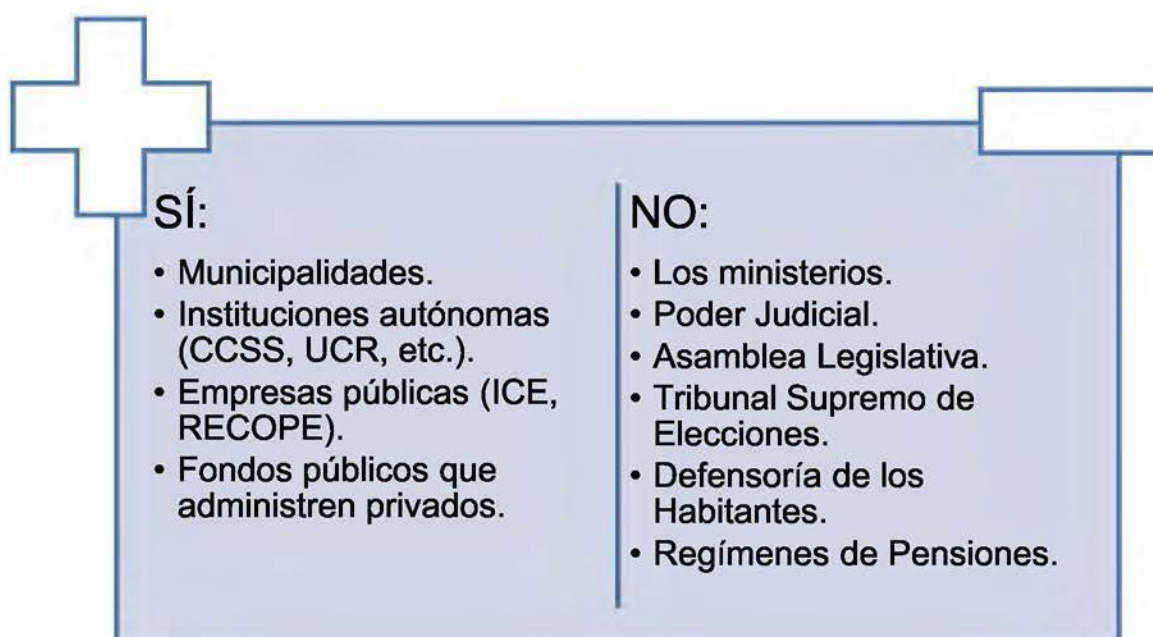 SÍ:
• Municipalidades.
• Instituciones autónomas
(CCSS, UCR, etc.).
• Empresas públicas (ICE,
RECOPE).
• Fondos públicos que
administren privados.
NO:
• Los ministerios.
• Poder Judicial.
• Asamblea Legislativa.
• Tribunal Supremo de
Elecciones.
• Defensoría de los
Habitantes.
• Regímenes de Pensiones.